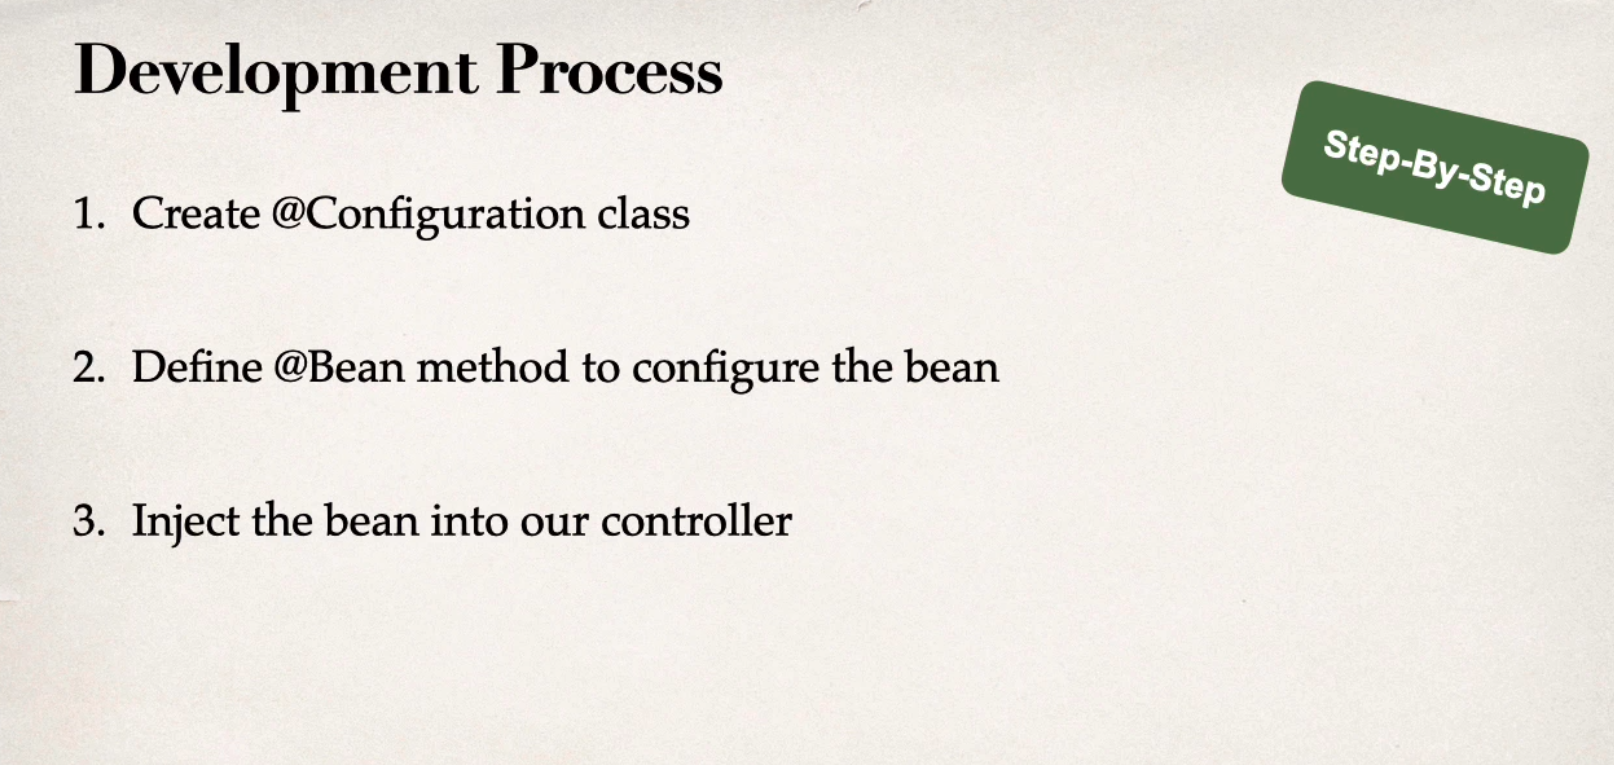 Development Process
Step-By-Step
1. Create @Configuration class
2. Define @Bean method to configure the bean
3. Inject the bean into our controller